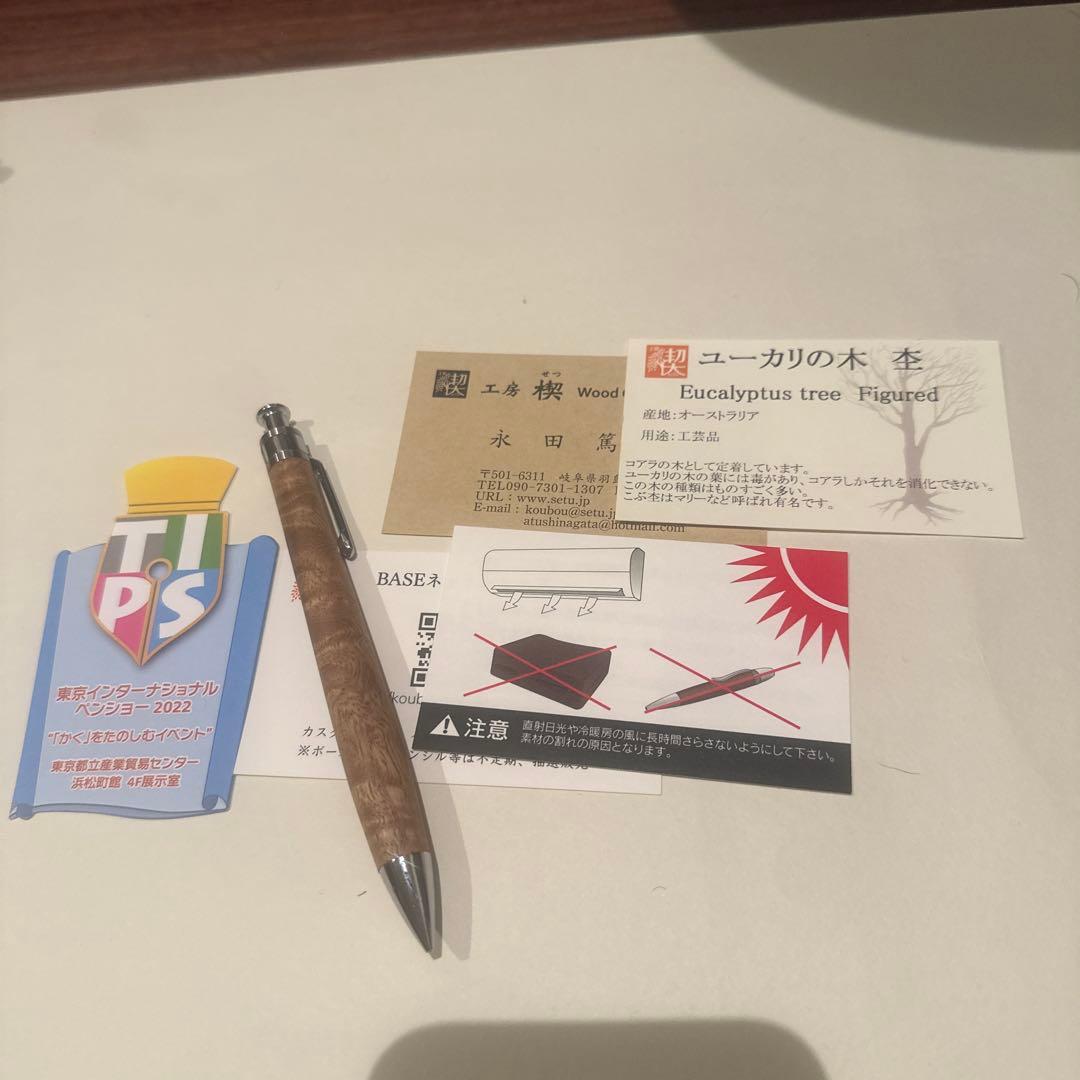 楔
工房 楔 Wood
せつ
永 田 篤
〒501-6311 岐阜県羽島
TEL090-7301-1307
URL : www.setu.jp
E-mail : koubou@setu.jp
atushinagata@hotmail.com
楔
ユーカリの木 杢
Eucalyptus tree Figured
産地:オーストラリア
用途:工芸品
コアラの木として定着しています。
ユーカリの木の葉には毒があり、コアラしかそれを消化できない。
この木の種類はものすごく多い。
こぶ杢はマリーなど呼ばれ有名です。
TIPS
東京インターナショナル
ペンショー 2022
"「かく」をたのしむイベント"
東京都立産業貿易センター
浜松町館 4F展示室
BASEネ
/koub
カス
※ボー
ンシル等は不定期、抽選販売
注意
直射日光や冷暖房の風に長時間さらさないようにして下さい。
素材の割れの原因となります。